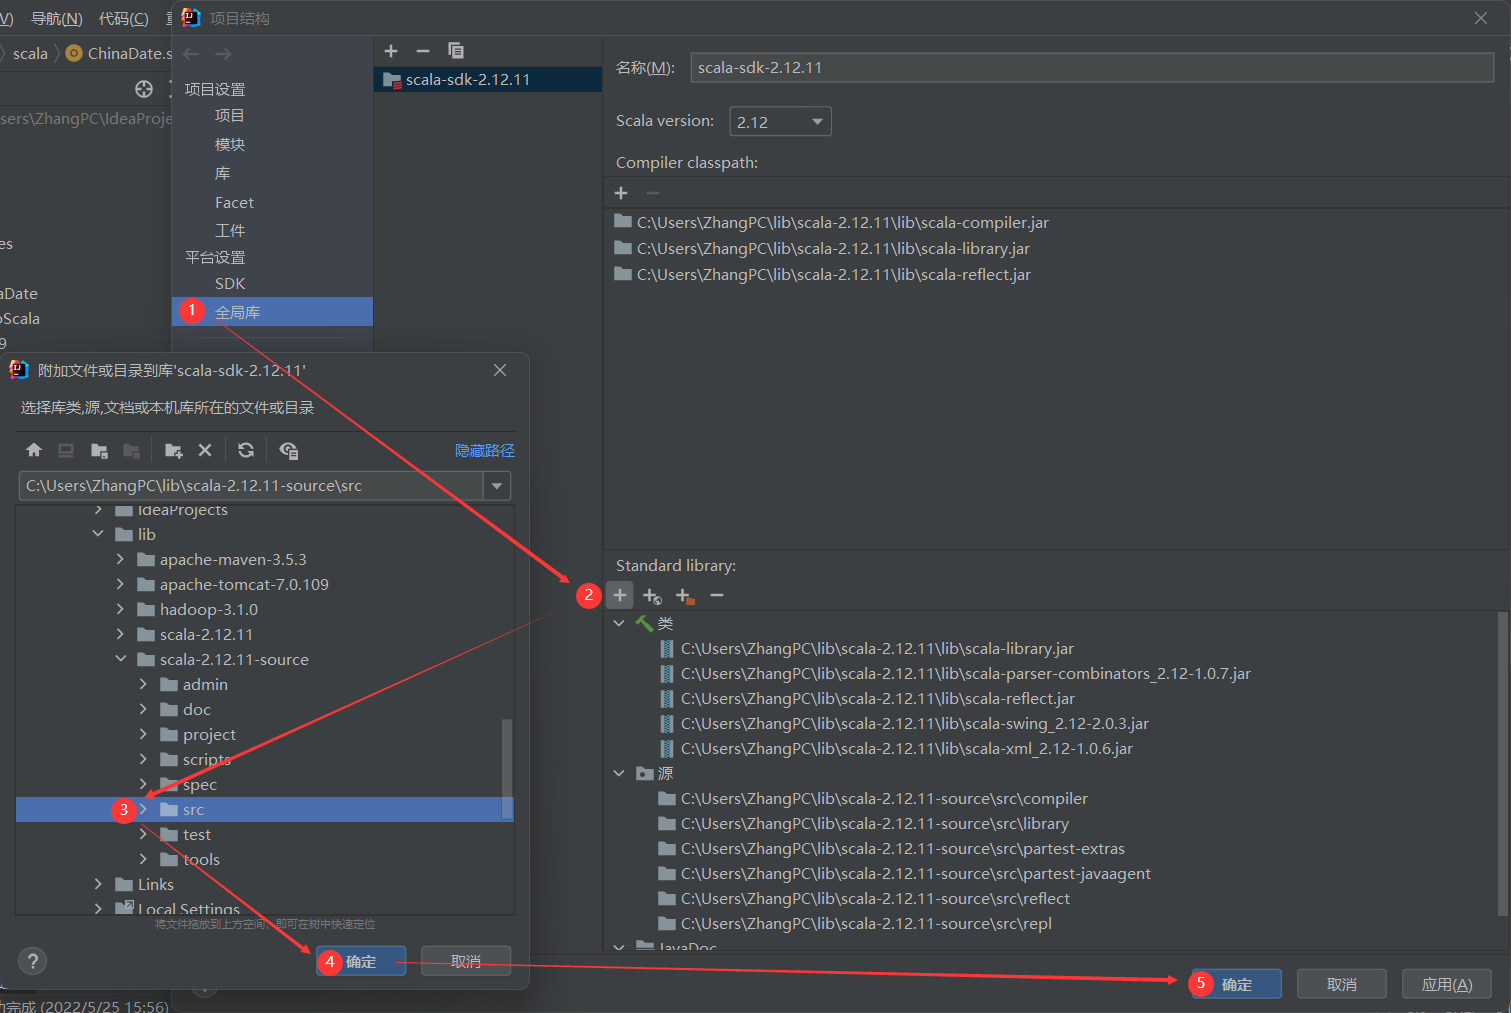 导航(N) 代码(C)
项目结构
scala
ChinaDate.s
sers\ZhangPC\IdeaProje
es
aDate
oScala
9
项目设置
项目
模块
库
Facet
工件
平台设置
SDK
1 全局库
scala-sdk-2.12.11
名称(M): scala-sdk-2.12.11
Scala version: 2.12
Compiler classpath:
C:\Users\ZhangPC\lib\scala-2.12.11\lib\scala-compiler.jar
C:\Users\ZhangPC\lib\scala-2.12.11\lib\scala-library.jar
C:\Users\ZhangPC\lib\scala-2.12.11\lib\scala-reflect.jar
Standard library:
2
类
C:\Users\ZhangPC\lib\scala-2.12.11\lib\scala-library.jar
C:\Users\ZhangPC\lib\scala-2.12.11\lib\scala-parser-combinators_2.12-1.0.7.jar
C:\Users\ZhangPC\lib\scala-2.12.11\lib\scala-reflect.jar
C:\Users\ZhangPC\lib\scala-2.12.11\lib\scala-swing_2.12-2.0.3.jar
C:\Users\ZhangPC\lib\scala-2.12.11\lib\scala-xml_2.12-1.0.6.jar
源
C:\Users\ZhangPC\lib\scala-2.12.11-source\src\compiler
C:\Users\ZhangPC\lib\scala-2.12.11-source\src\library
C:\Users\ZhangPC\lib\scala-2.12.11-source\src\partest-extras
C:\Users\ZhangPC\lib\scala-2.12.11-source\src\partest-javaagent
C:\Users\ZhangPC\lib\scala-2.12.11-source\src\reflect
C:\Users\ZhangPC\lib\scala-2.12.11-source\src\repl
JavaDoc
附加文件或目录到库'scala-sdk-2.12.11'
选择库类,源,文档或本机库所在的文件或目录
隐藏路径
C:\Users\ZhangPC\lib\scala-2.12.11-source\src
IdeaProjects
lib
apache-maven-3.5.3
apache-tomcat-7.0.109
hadoop-3.1.0
scala-2.12.11
scala-2.12.11-source
admin
doc
project
scripts
spec
3 src
test
tools
Links
Local Settings
将文件拖放到上方空间，即可在树中快速定位
?
4 确定 取消
5 确定 取消 应用(A)
功完成 (2022/5/25 15:56)